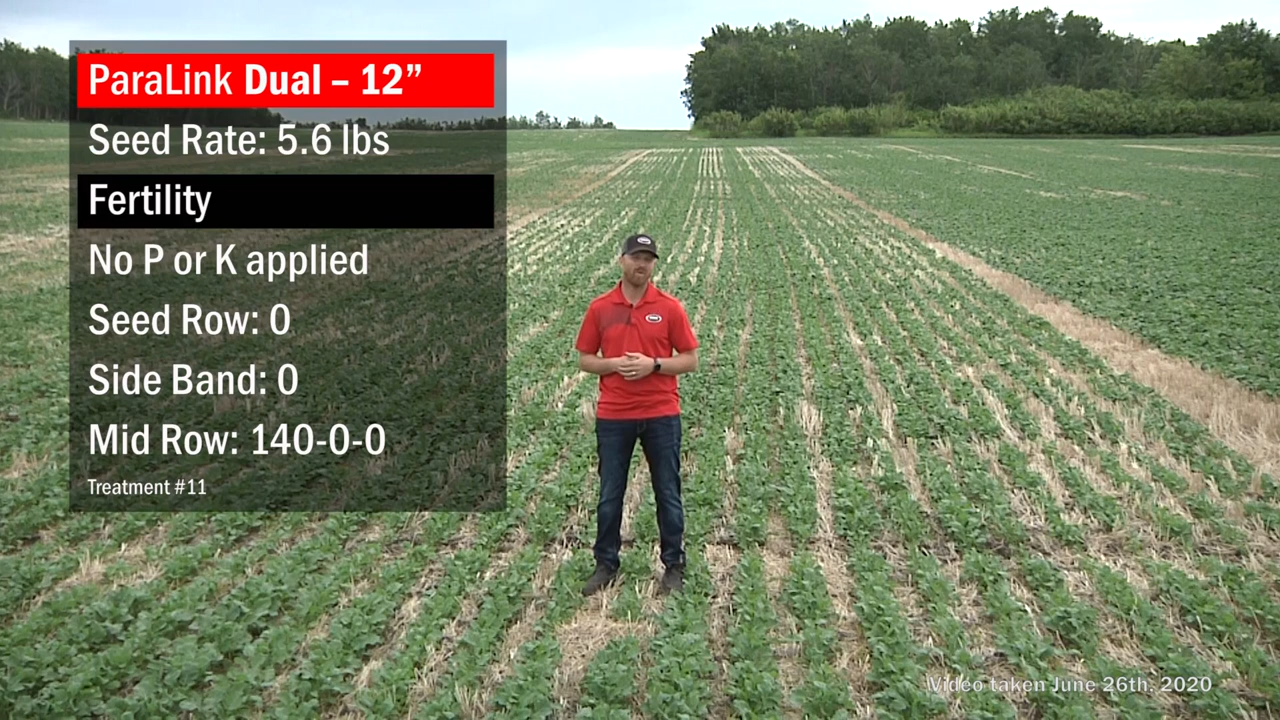 ParaLink Dual – 12”
Seed Rate: 5.6 lbs
Fertility
No P or K applied
Seed Row: 0
Side Band: 0
Mid Row: 140-0-0
Treatment #11
Video taken June 26th, 2020